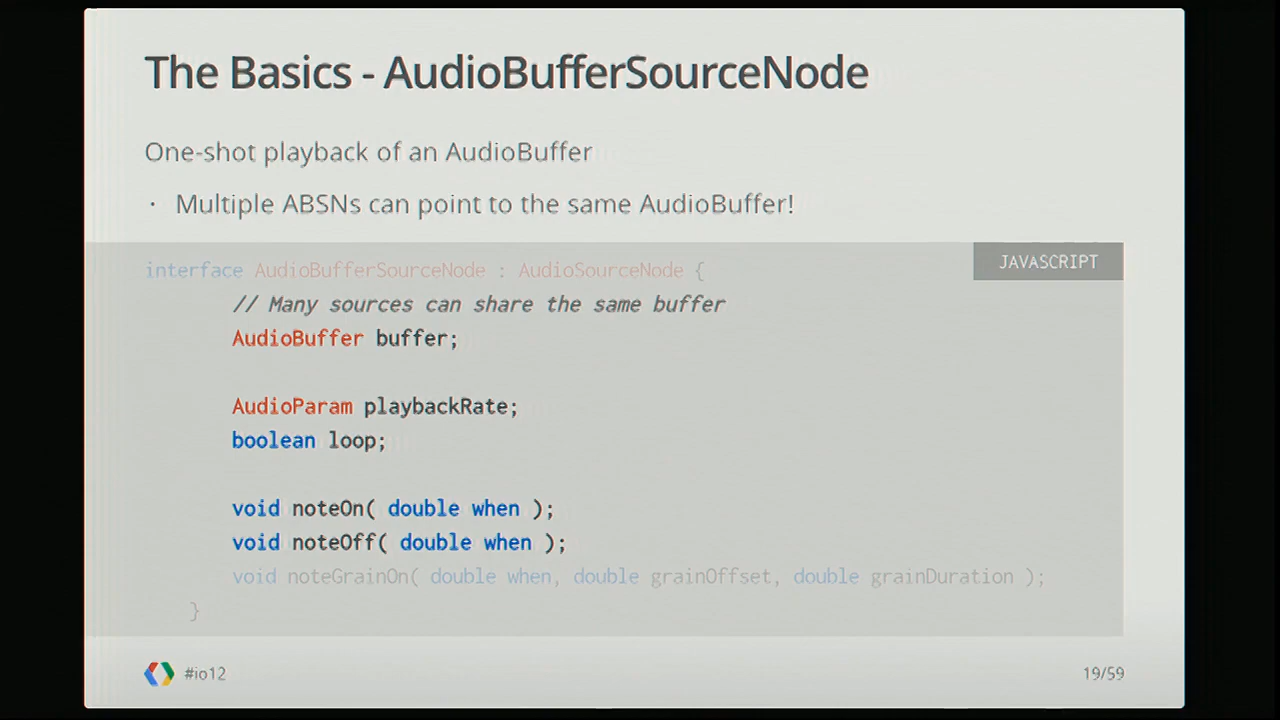 The Basics - AudioBufferSourceNode
One-shot playback of an AudioBuffer
· Multiple ABSNs can point to the same AudioBuffer!
JAVASCRIPT
interface AudioBufferSourceNode : AudioSourceNode {
// Many sources can share the same buffer
AudioBuffer buffer;
AudioParam playbackRate;
boolean loop;
void noteOn( double when );
void noteOff( double when );
void noteGrainOn( double when, double grainOffset, double grainDuration );
}
#io12
19/59